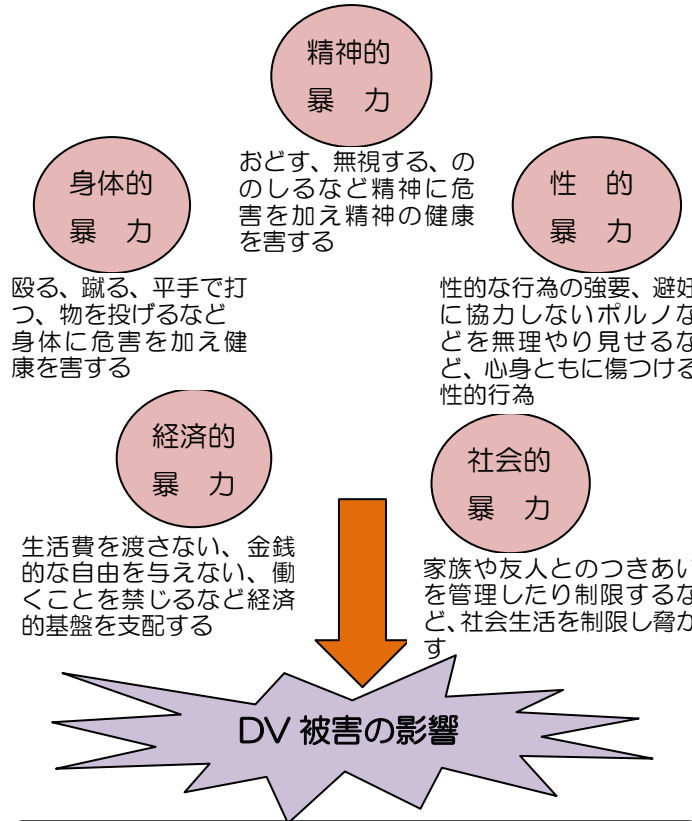 精神的
暴　力
おどす、無視する、の
のしるなど精神に危
害を加え精神の健康
を害する
身体的
暴　力
殴る、蹴る、平手で打
つ、物を投げるなど
身体に危害を加え健
康を害する
性　的
暴　力
性的な行為の強要、避妊
に協力しないポルノな
どを無理やり見せるな
ど、心身ともに傷つける
性的行為
経済的
暴　力
生活費を渡さない、金銭
的な自由を与えない、働
くことを禁じるなど経済
的基盤を支配する
社会的
暴　力
家族や友人とのつきあい
を管理したり制限するな
ど、社会生活を制限し脅か
す
DV 被害の影響